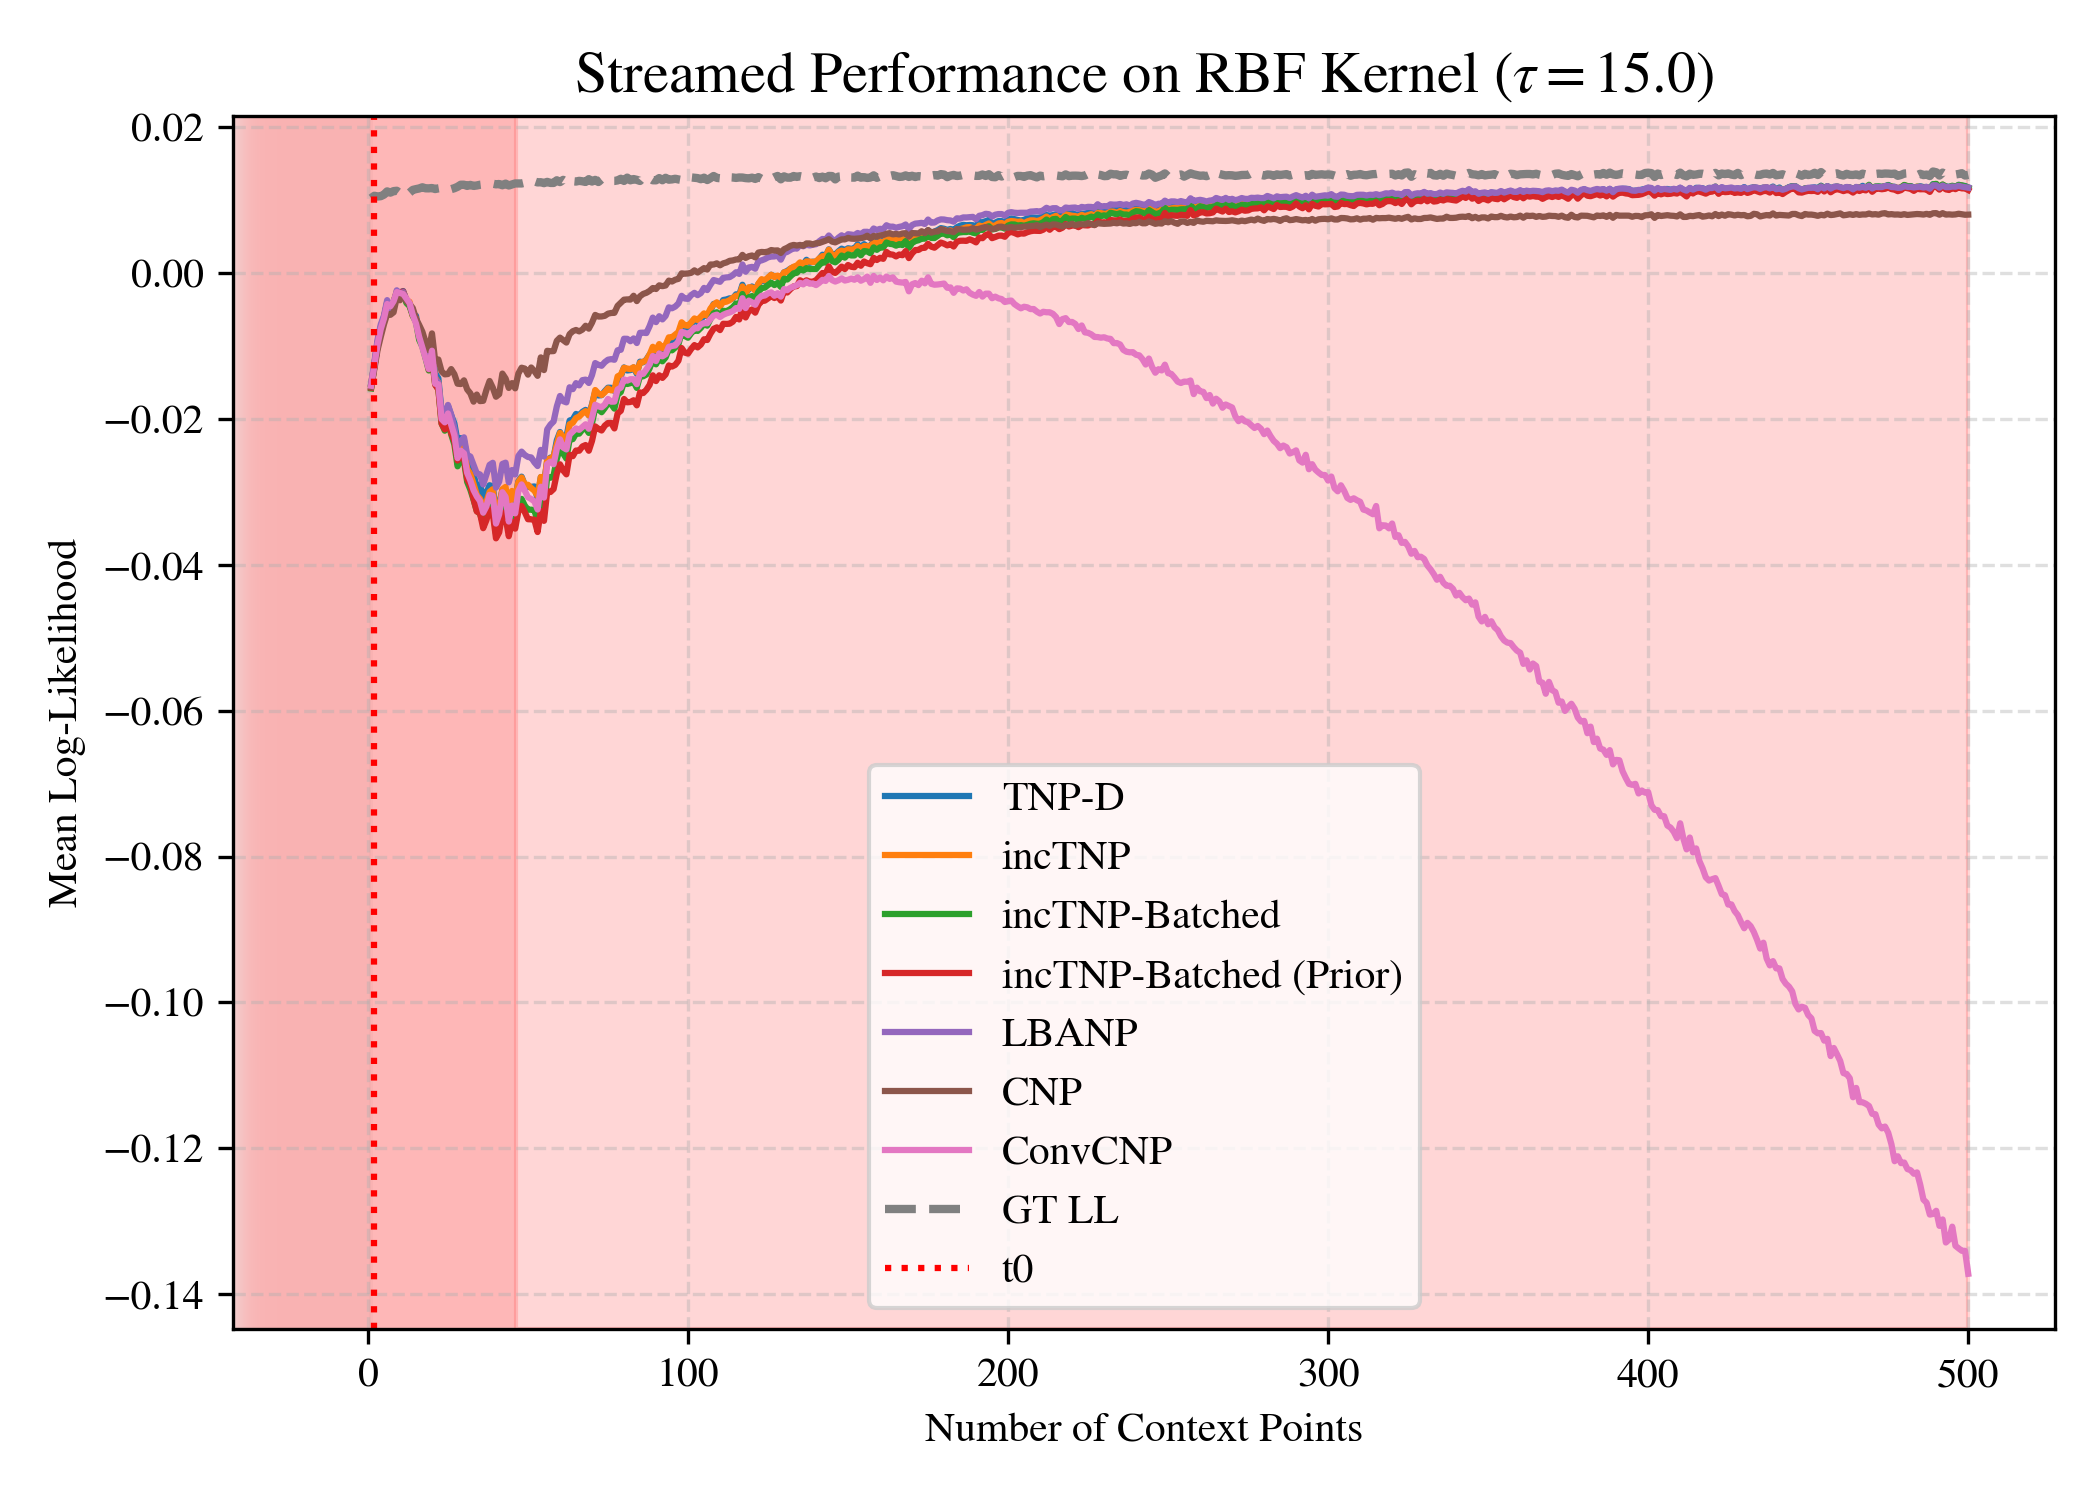 Streamed Performance on RBF Kernel (τ = 15.0)
0.02
0.00
−0.02
−0.04
−0.06
−0.08
−0.10
−0.12
−0.14
Mean Log-Likelihood
TNP-D
incTNP
incTNP-Batched
incTNP-Batched (Prior)
LBANP
CNP
ConvCNP
GT LL
t0
0 100 200 300 400 500
Number of Context Points